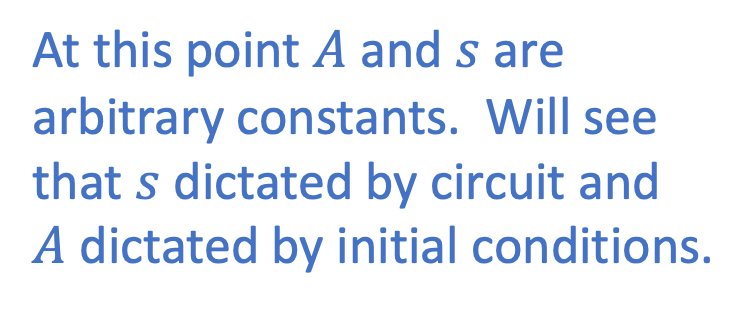 At this point A and s are
arbitrary constants.  Will see
that s dictated by circuit and
A dictated by initial conditions.